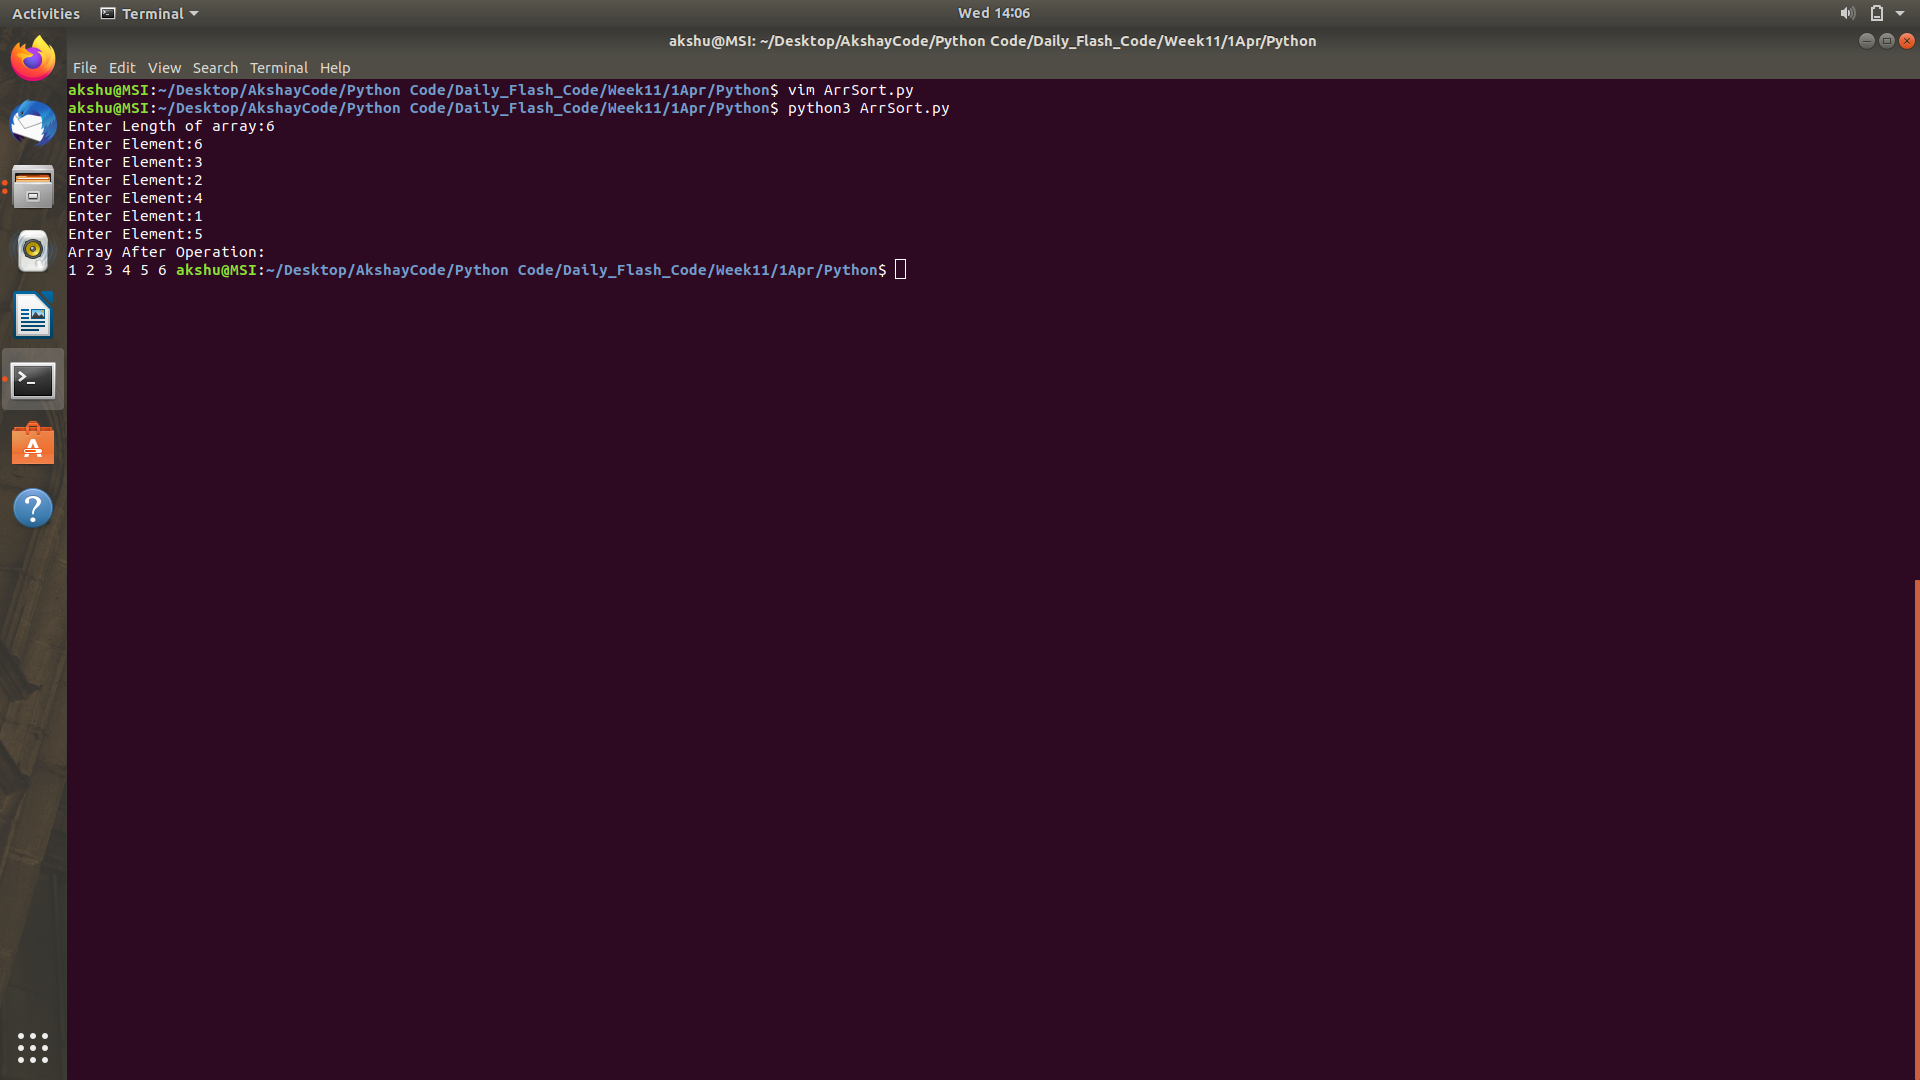 Activities Terminal Wed 14:06
akshu@MSI: ~/Desktop/AkshayCode/Python Code/Daily_Flash_Code/Week11/1Apr/Python
File Edit View Search Terminal Help
akshu@MSI:~/Desktop/AkshayCode/Python Code/Daily_Flash_Code/Week11/1Apr/Python$ vim ArrSort.py
akshu@MSI:~/Desktop/AkshayCode/Python Code/Daily_Flash_Code/Week11/1Apr/Python$ python3 ArrSort.py
Enter Length of array:6
Enter Element:6
Enter Element:3
Enter Element:2
Enter Element:4
Enter Element:1
Enter Element:5
Array After Operation:
1 2 3 4 5 6 akshu@MSI:~/Desktop/AkshayCode/Python Code/Daily_Flash_Code/Week11/1Apr/Python$